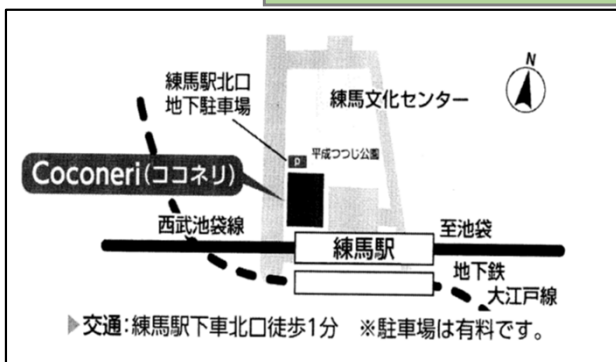 N
練馬駅北口
地下駐車場
練馬文化センター
P
平成つつじ公園
Coconeri(ココネリ)
西武池袋線
練馬駅
至池袋
地下鉄
大江戸線
▶交通:練馬駅下車北口徒歩1分 ※駐車場は有料です。